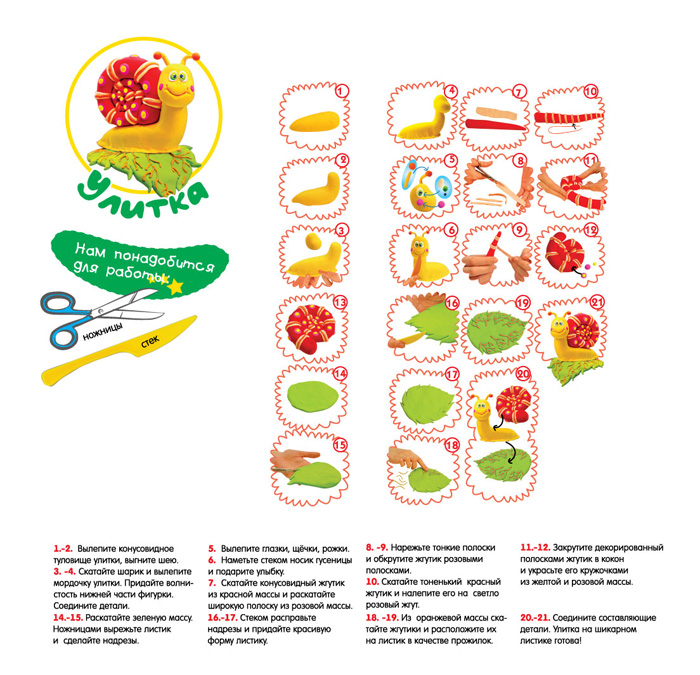 Улитка
Нам понадобится
для работы
ножницы
стек
1
2
3
4
5
6
7
8
9
10
11
12
13
14
15
16
17
18
19
20
21
1.-2. Вылепите конусовидное
туловище улитки, выгните шею.
3. -4. Скатайте шарик и вылепите
мордочку улитки. Придайте волни-
стость нижней части фигурки.
Соедините детали.
14.-15. Раскатайте зеленую массу.
Ножницами вырежьте листик
и сделайте надрезы.
5. Вылепите глазки, щёчки, рожки.
6. Наметьте стеком носик гусеницы
и подарите улыбку.
7. Скатайте конусовидный жгутик
из красной массы и раскатайте
широкую полоску из розовой массы.
16.-17. Стеком расправьте
надрезы и придайте красивую
форму листику.
8. -9. Нарежьте тонкие полоски
и обкрутите жгутик розовыми
полосками.
10. Скатайте тоненький красный
жгутик и налепите его на светло
розовый жгут.
18. -19. Из оранжевой массы ска-
тайте жгутики и расположите их
на листик в качестве прожилок.
11.-12. Закрутите декорированный
полосками жгутик в кокон
и украсьте его кружочками
из желтой и розовой массы.
20.-21. Соедините составляющие
детали. Улитка на шикарном
листике готова!